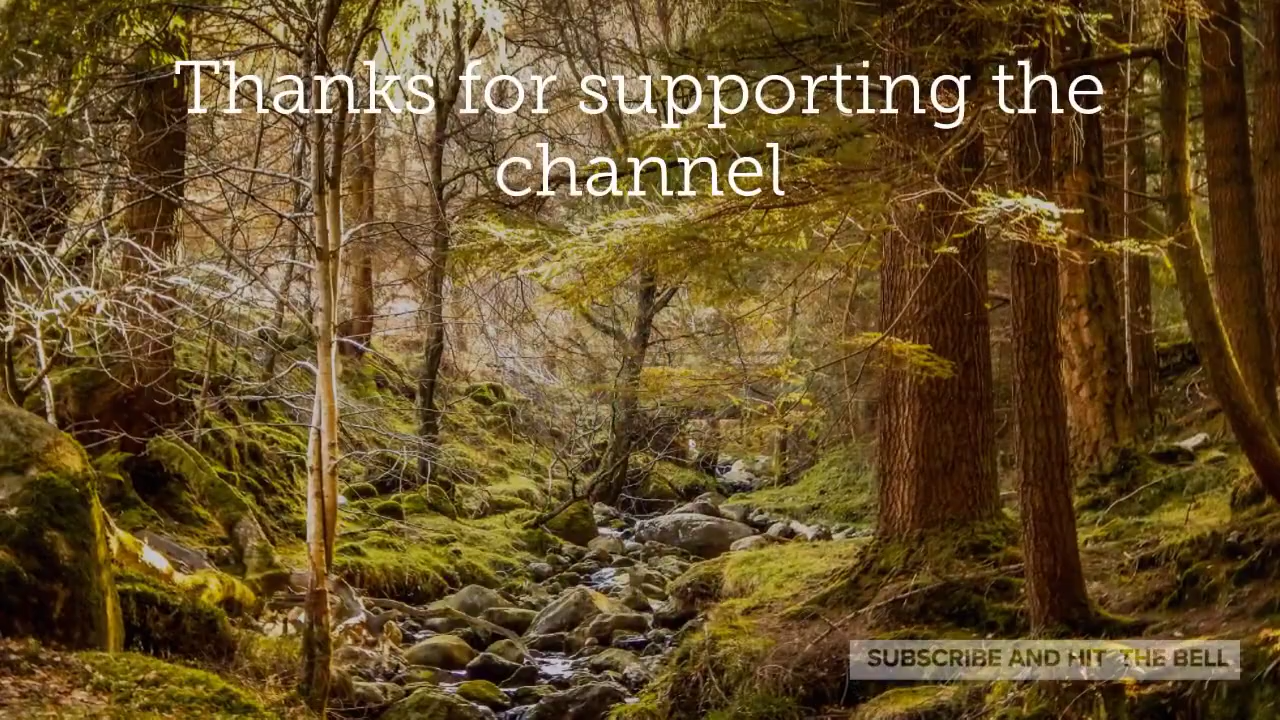 Thanks for supporting the
channel
SUBSCRIBE AND HIT THE BELL